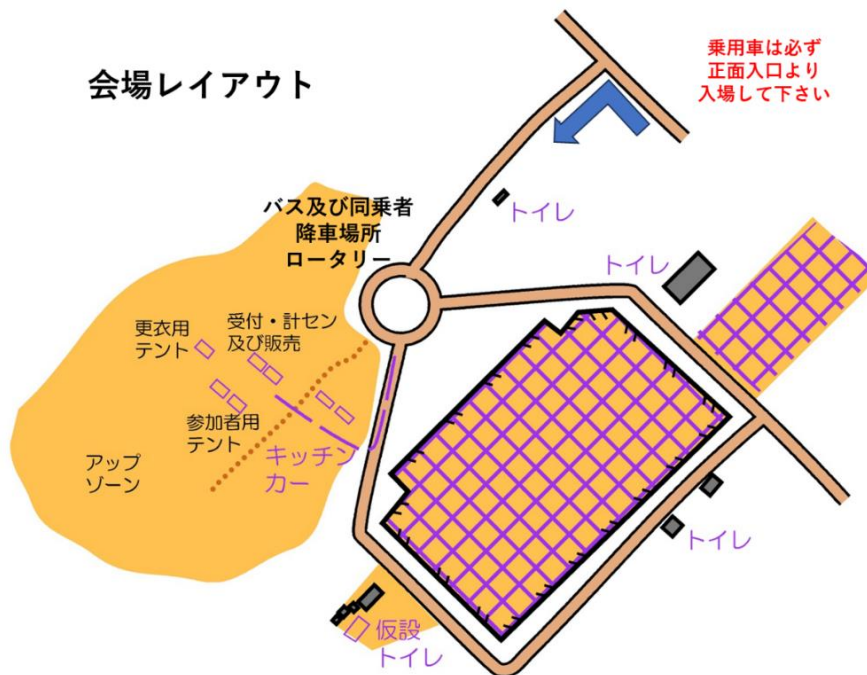 会場レイアウト
乗用車は必ず
正面入口より
入場して下さい
バス及び同乗者
降車場所
ロータリー
トイレ
トイレ
更衣用
テント
受付・計セン
及び販売
参加者用
テント
キッチン
カー
アップ
ゾーン
トイレ
仮設
トイレ